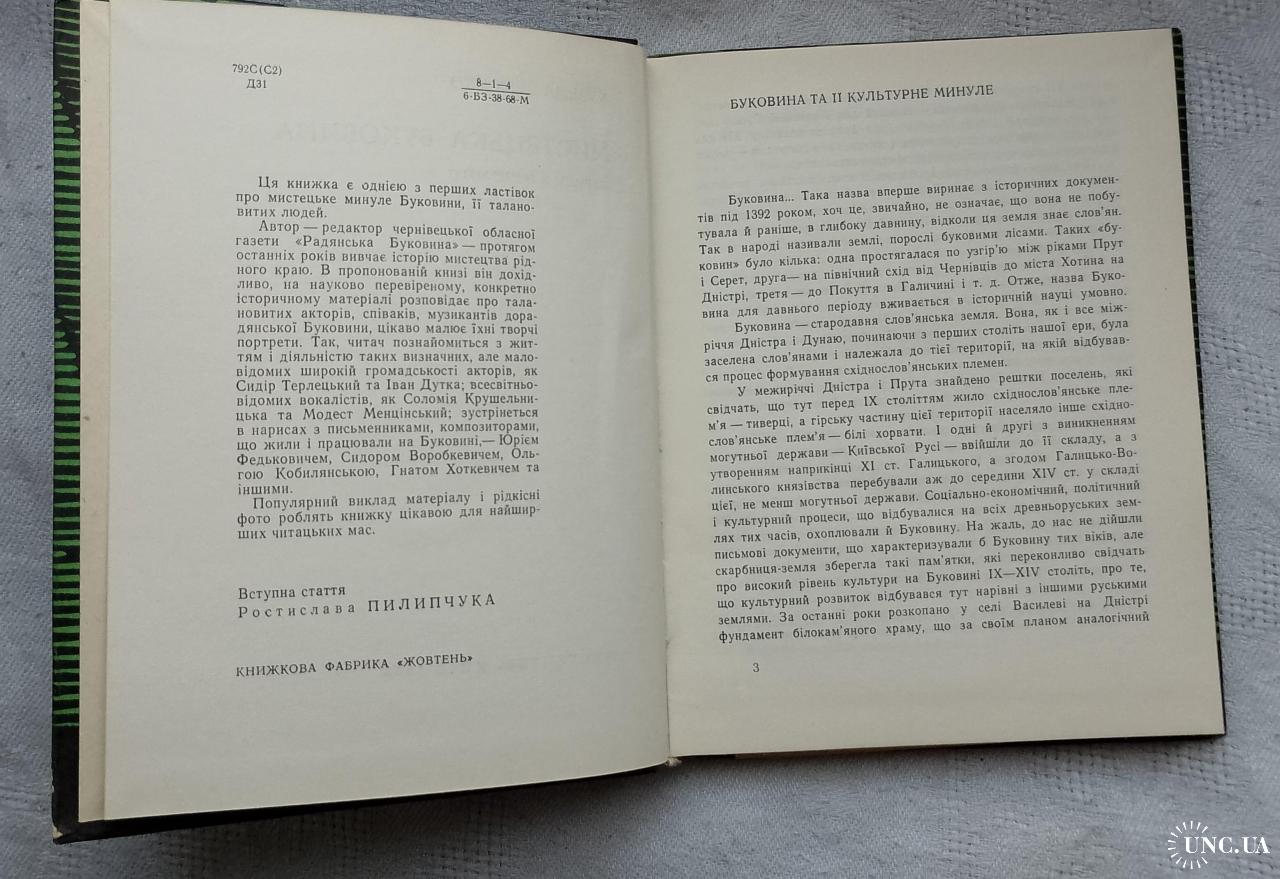 792С(С2)
Д31
8—1—4
6-БЗ-38-68-М
Ця книжка є однією з перших ластівок
про мистецьке минуле Буковини, її талано-
витих людей.
Автор — редактор чернівецької обласної
газети «Радянська Буковина» — протягом
останніх років вивчає історію мистецтва рід-
ного краю. В пропонованій книзі він дохід-
ливо, на науково перевіреному, конкретно
історичному матеріалі розповідає про тала-
новитих акторів, співаків, музикантів дора-
дянської Буковини, цікаво малює їхні творчі
портрети. Так, читач познайомиться з жит-
тям і діяльністю таких визначних, але мало-
відомих широкій громадськості акторів, як
Сидір Терлецький та Іван Дутка; всесвітньо-
відомих вокалістів, як Соломія Крушельни-
цька та Модест Менцінський; зустрінеться
в нарисах з письменниками, композиторами,
що жили і працювали на Буковині,— Юрієм
Федьковичем, Сидором Воробкевичем, Оль-
гою Кобилянською, Гнатом Хоткевичем та
іншими.
Популярний виклад матеріалу і рідкісні
фото роблять книжку цікавою для найшир-
ших читацьких мас.
Вступна стаття
Ростислава ПИЛИПЧУКА
КНИЖКОВА ФАБРИКА «ЖОВТЕНЬ»
БУКОВИНА ТА ІІ КУЛЬТУРНЕ МИНУЛЕ
Буковина... Така назва вперше виринає з історичних докумен-
тів під 1392 роком, хоч це, звичайно, не означає, що вона не побу-
тувала й раніше, в глибоку давнину, відколи ця земля знає слов'ян.
Так в народі називали землі, порослі буковими лісами. Таких «бу-
ковин» було кілька: одна простягалася по узгір'ю між ріками Прут
і Серет, друга— на північний схід від Чернівців до міста Хотина на
Дністрі, третя — до Покуття в Галичині і т. д. Отже, назва Буко-
вина для давнього періоду вживається в історичній науці умовно.
Буковина — стародавня слов'янська земля. Вона, як і все між-
річчя Дністра і Дунаю, починаючи з перших століть нашої ери, була
заселена слов'янами і належала до тієї території, на якій відбував-
ся процес формування східнослов'янських племен.
У межиріччі Дністра і Прута знайдено рештки поселень, які
свідчать, що тут перед IX століттям жило східнослов'янське пле-
м'я — тиверці, а гірську частину цієї території населяло інше східно-
слов'янське плем'я — білі хорвати. І одні й другі з виникненням
могутньої держави — Київської Русі — ввійшли до її складу, а з
утворенням наприкінці XI ст. Галицького, а згодом Галицько-Во-
линського князівства перебували аж до середини XIV ст. у складі
цієї, не менш могутньої держави. Соціально-економічний, політичний
і культурний процеси, що відбувалися на всіх древньоруських зем-
лях тих часів, охоплювали й Буковину. На жаль, до нас не дійшли
письмові документи, що характеризували б Буковину тих віків, але
скарбниця-земля зберегла такі пам'ятки, які переконливо свідчать
про високий рівень культури на Буковині IX—XIV століть, про те,
що культурний розвиток відбувався тут нарівні з іншими руськими
землями. За останні роки розкопано у селі Василеві на Дністрі
фундамент білокам'яного храму, що за своїм планом аналогічний
3
UNC.UA